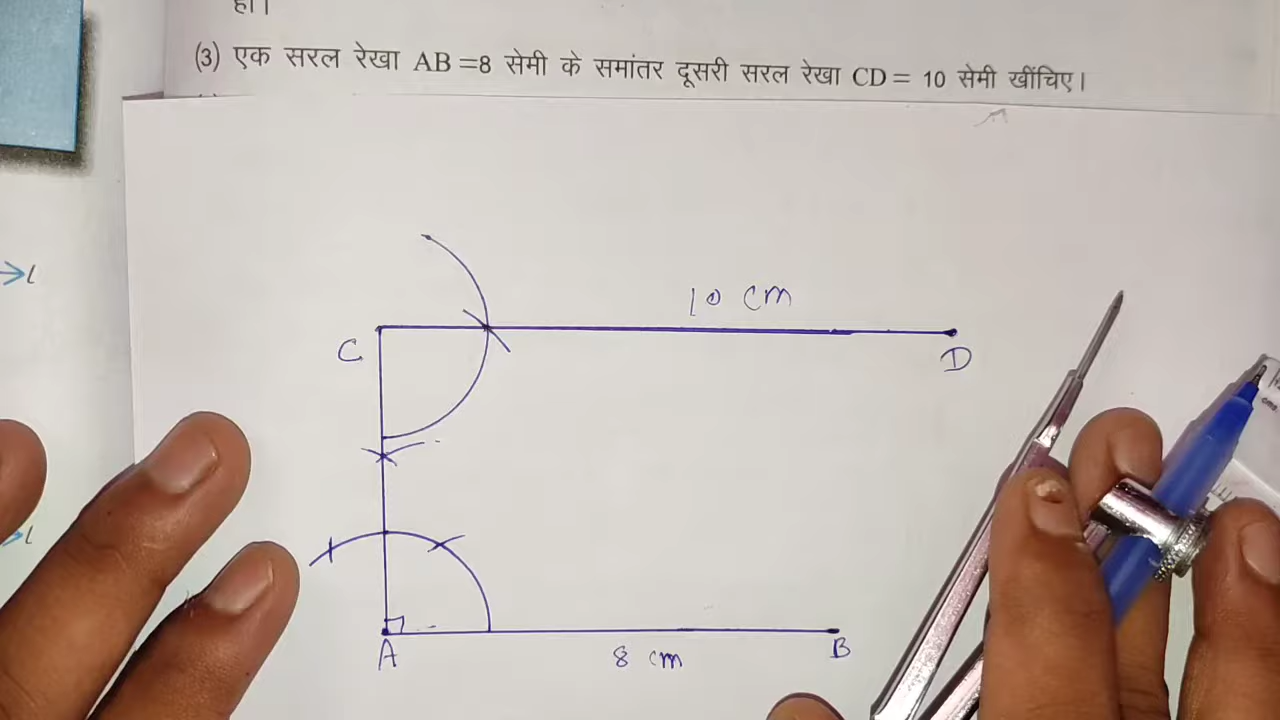 हो।
(3) एक सरल रेखा AB =8 सेमी के समांतर दूसरी सरल रेखा CD = 10 सेमी खींचिए।
10 cm
C
D
A
8 cm
B